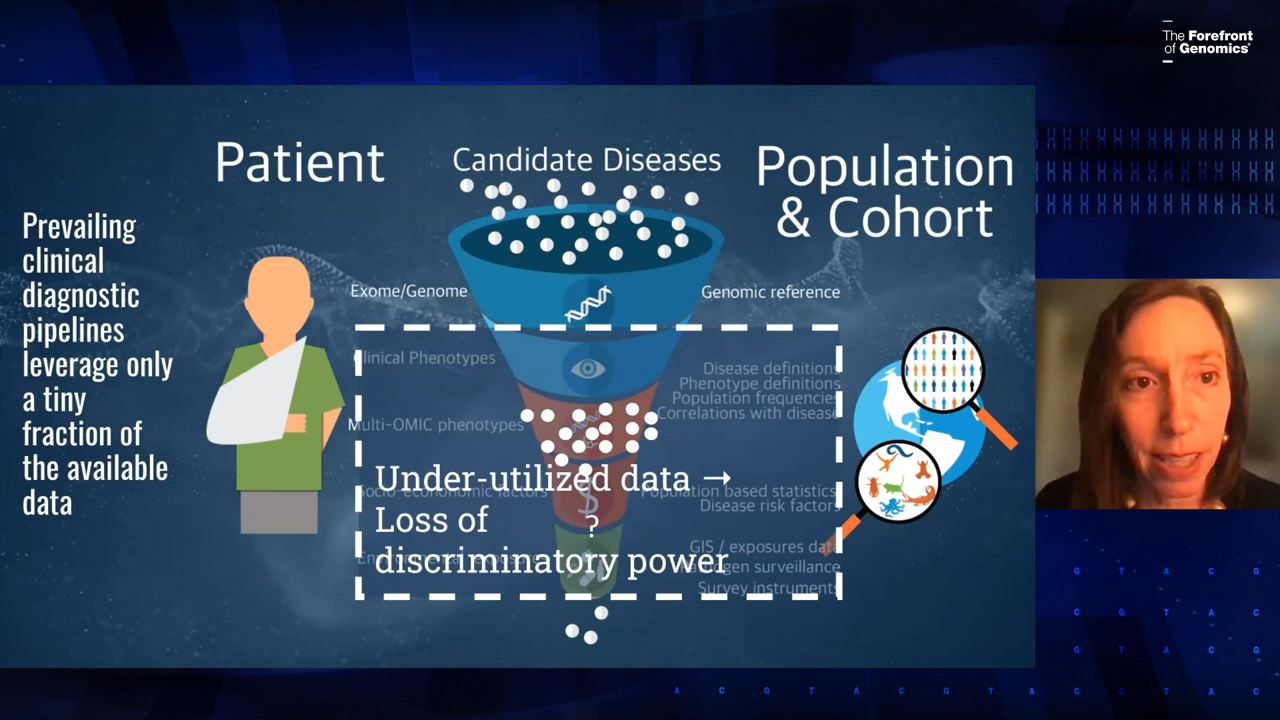 The Forefront
of Genomics®
Patient
Candidate Diseases
Population
& Cohort
Prevailing
clinical
diagnostic
pipelines
leverage only
a tiny
fraction of
the available
data
Exome/Genome
Genomic reference
Clinical Phenotypes
Disease definitions
Phenotype definitions
Population frequencies
Correlations with disease
Multi-OMIC phenotypes
Under-utilized data →
Loss of
discriminatory power
Population based statistics
Disease risk factors
$
?
GIS / exposures data
Pathogen surveillance
Survey instruments
G T A C G
C G T A C
G T A C G
A C G T A C G T A C G T A C